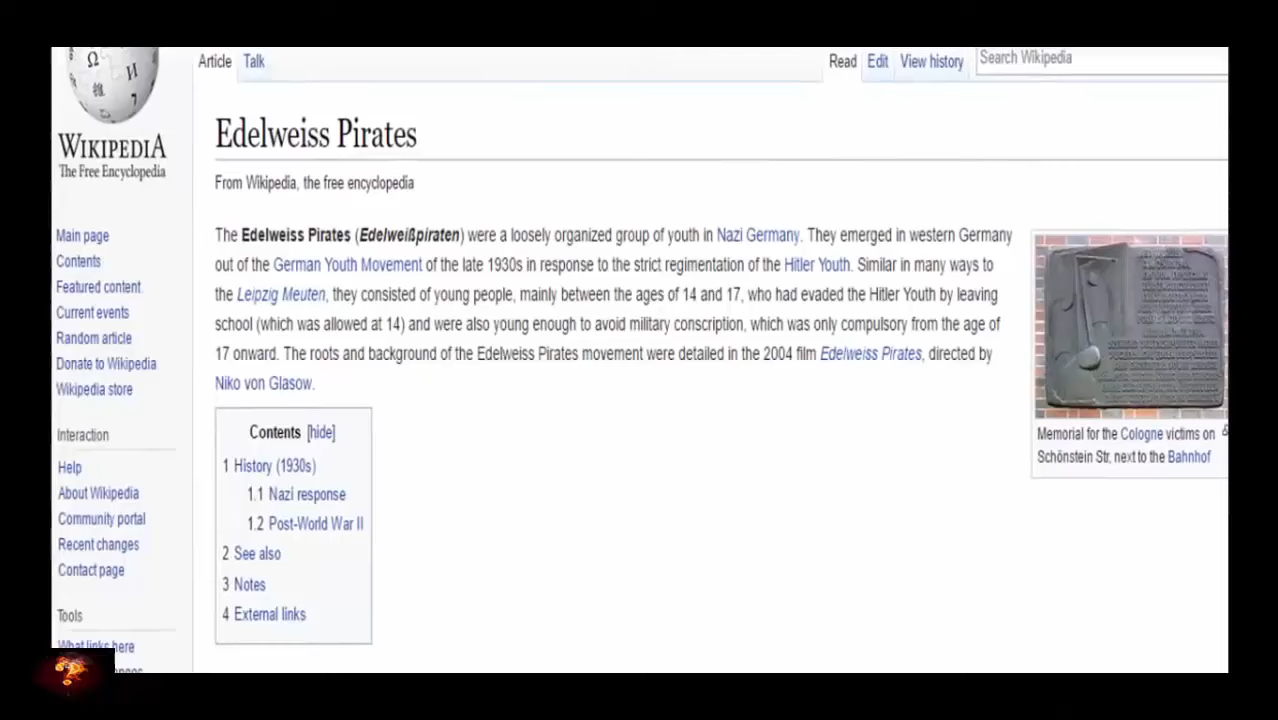 Article Talk Read Edit View history Search Wikipedia
WIKIPEDIA
The Free Encyclopedia
Edelweiss Pirates
From Wikipedia, the free encyclopedia
Main page
Contents
Featured content
Current events
Random article
Donate to Wikipedia
Wikipedia store
Interaction
Help
About Wikipedia
Community portal
Recent changes
Contact page
Tools
What links here
The Edelweiss Pirates (Edelweißpiraten) were a loosely organized group of youth in Nazi Germany. They emerged in western Germany
out of the German Youth Movement of the late 1930s in response to the strict regimentation of the Hitler Youth. Similar in many ways to
the Leipzig Meuten, they consisted of young people, mainly between the ages of 14 and 17, who had evaded the Hitler Youth by leaving
school (which was allowed at 14) and were also young enough to avoid military conscription, which was only compulsory from the age of
17 onward. The roots and background of the Edelweiss Pirates movement were detailed in the 2004 film Edelweiss Pirates, directed by
Niko von Glasow.
Contents [hide]
1 History (1930s)
1.1 Nazi response
1.2 Post-World War II
2 See also
3 Notes
4 External links
Memorial for the Cologne victims on
Schönstein Str, next to the Bahnhof